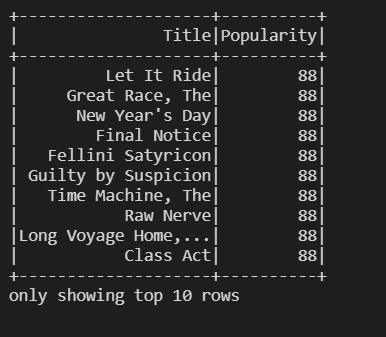 +--------------------+----------+
|               Title|Popularity|
+--------------------+----------+
|         Let It Ride|        88|
|     Great Race, The|        88|
|      New Year's Day|        88|
|        Final Notice|        88|
|   Fellini Satyricon|        88|
| Guilty by Suspicion|        88|
|   Time Machine, The|        88|
|           Raw Nerve|        88|
|Long Voyage Home,...|        88|
|           Class Act|        88|
+--------------------+----------+
only showing top 10 rows